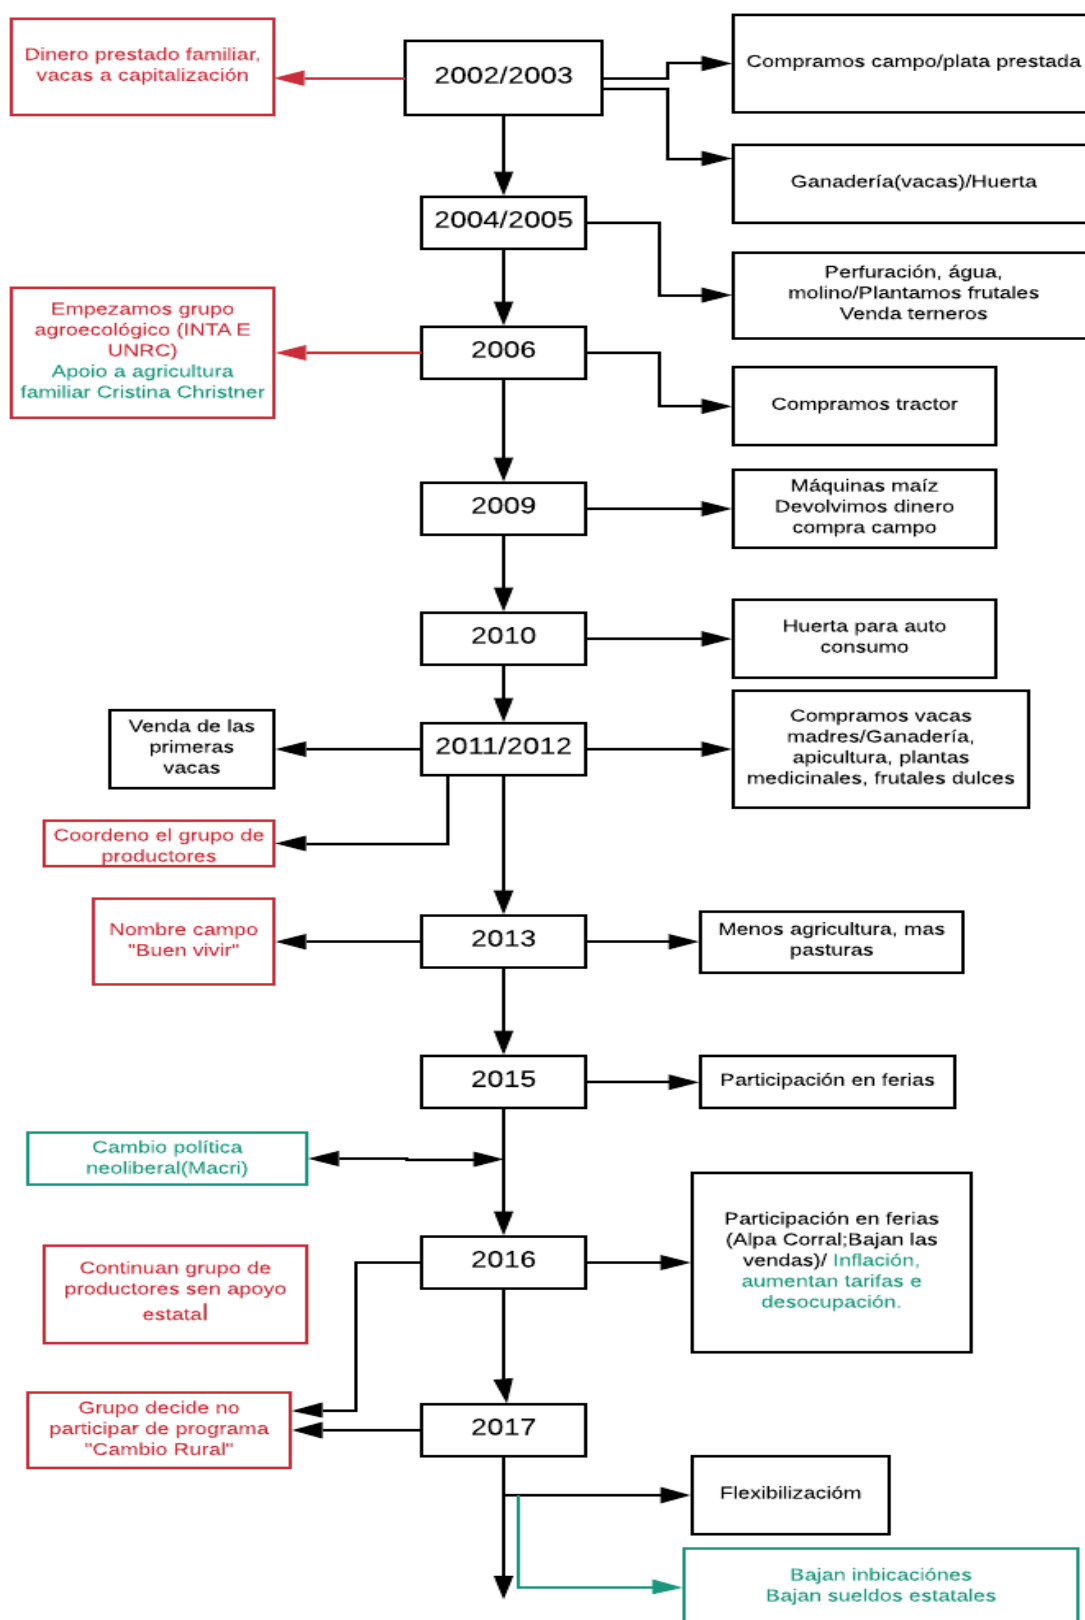 Dinero prestado familiar,
vacas a capitalización
2002/2003
Compramos campo/plata prestada
Ganadería(vacas)/Huerta
2004/2005
Perfuración, água,
molino/Plantamos frutales
Venda terneros
Empezamos grupo
agroecológico (INTA E
UNRC)
Apoio a agricultura
familiar Cristina Christner
2006
Compramos tractor
2009
Máquinas maíz
Devolvimos dinero
compra campo
2010
Huerta para auto
consumo
Venda de las
primeras
vacas
2011/2012
Compramos vacas
madres/Ganadería,
apicultura, plantas
medicinales, frutales dulces
Coordeno el grupo de
productores
Nombre campo
"Buen vivir"
2013
Menos agricultura, mas
pasturas
2015
Participación en ferias
Cambio política
neoliberal(Macri)
Continuan grupo de
productores sen apoyo
estatal
2016
Participación en ferias
(Alpa Corral;Bajan las
vendas)/ Inflación,
aumentan tarifas e
desocupación.
Grupo decide no
participar de programa
"Cambio Rural"
2017
Flexibilizacióm
Bajan inbicaciónes
Bajan sueldos estatales